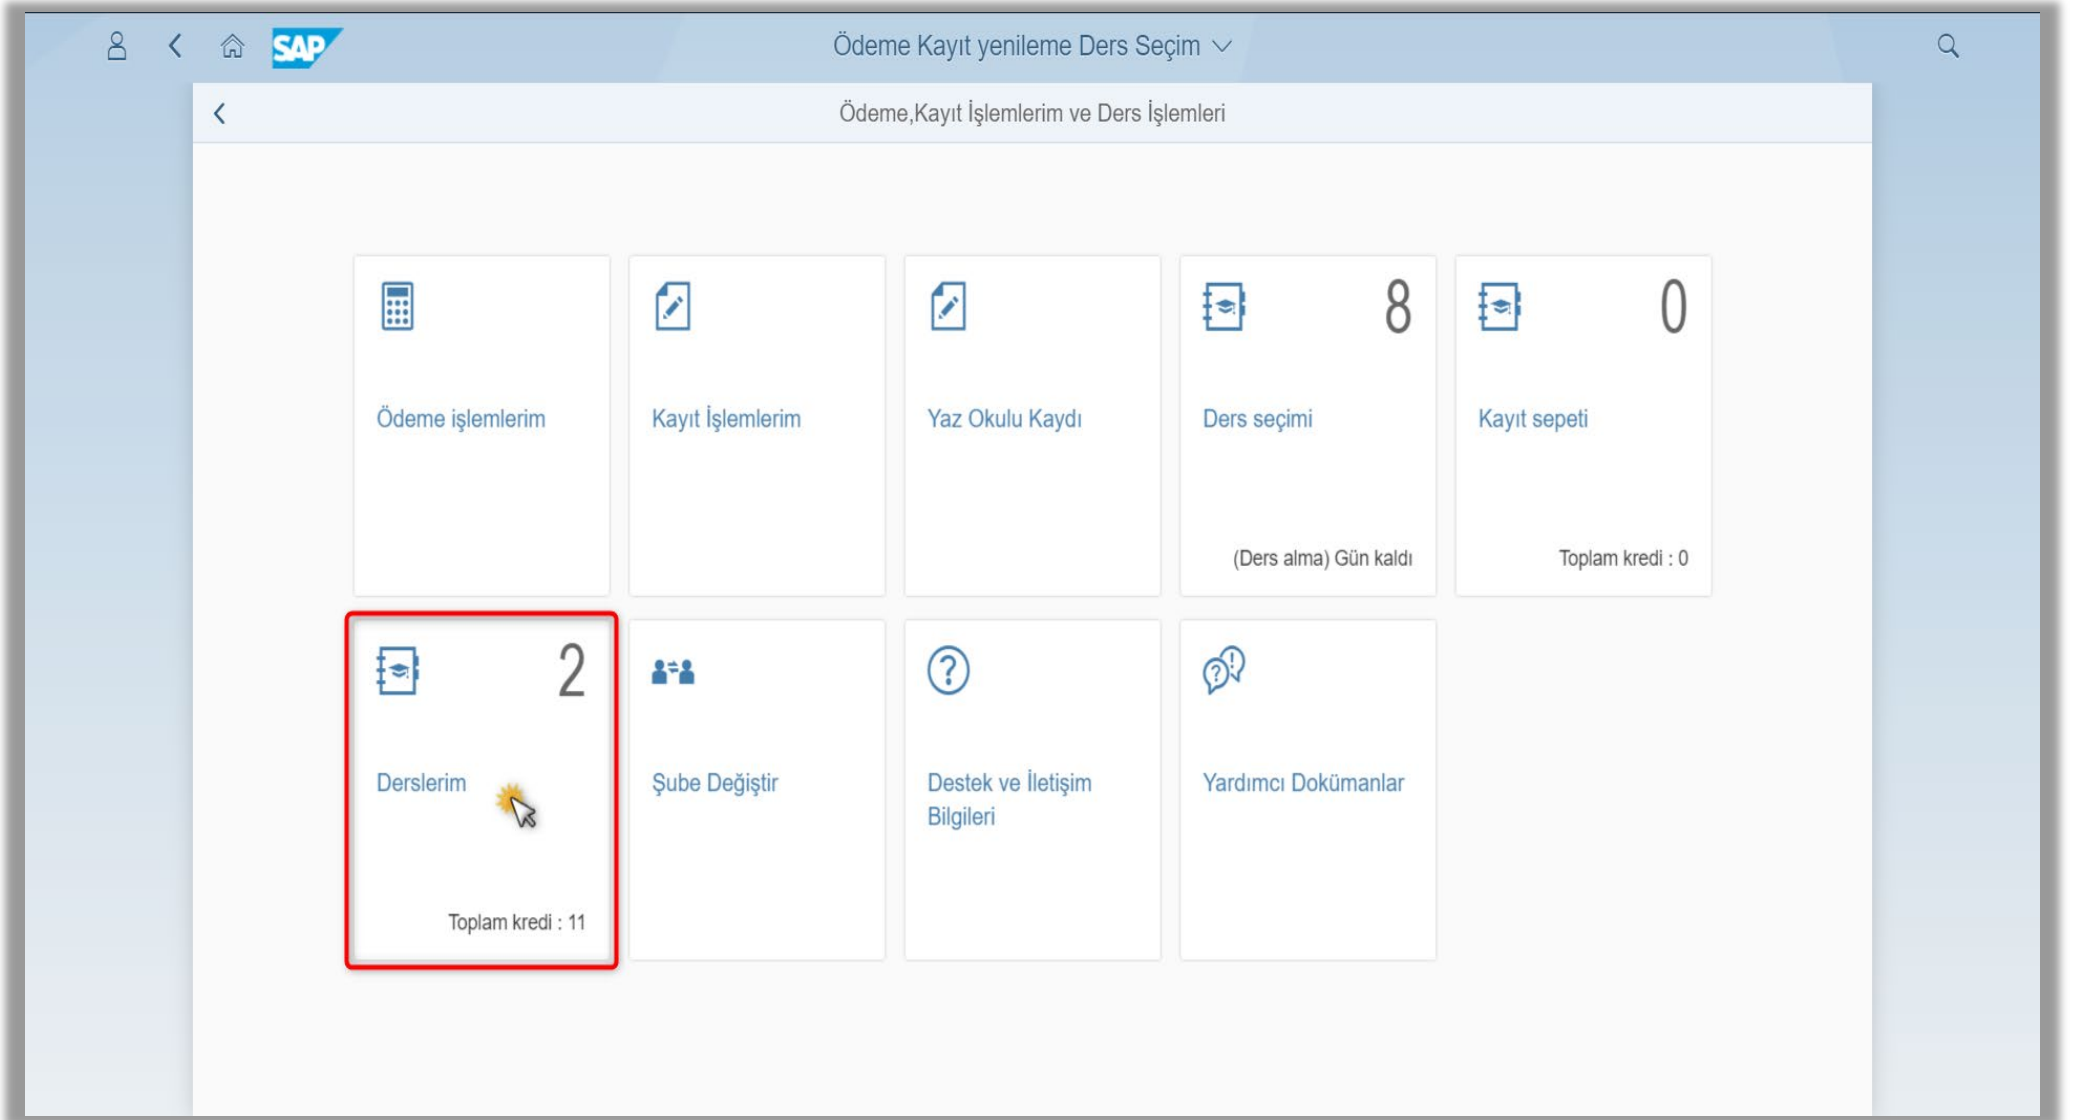 SAP
Ödeme Kayıt yenileme Ders Seçim
Ödeme,Kayıt İşlemlerim ve Ders İşlemleri
8
0
Ödeme işlemlerim
Kayıt İşlemlerim
Yaz Okulu Kaydı
Ders seçimi
Kayıt sepeti
(Ders alma) Gün kaldı
Toplam kredi : 0
2
Derslerim
Şube Değiştir
Destek ve İletişim
Bilgileri
Yardımcı Dokümanlar
Toplam kredi : 11